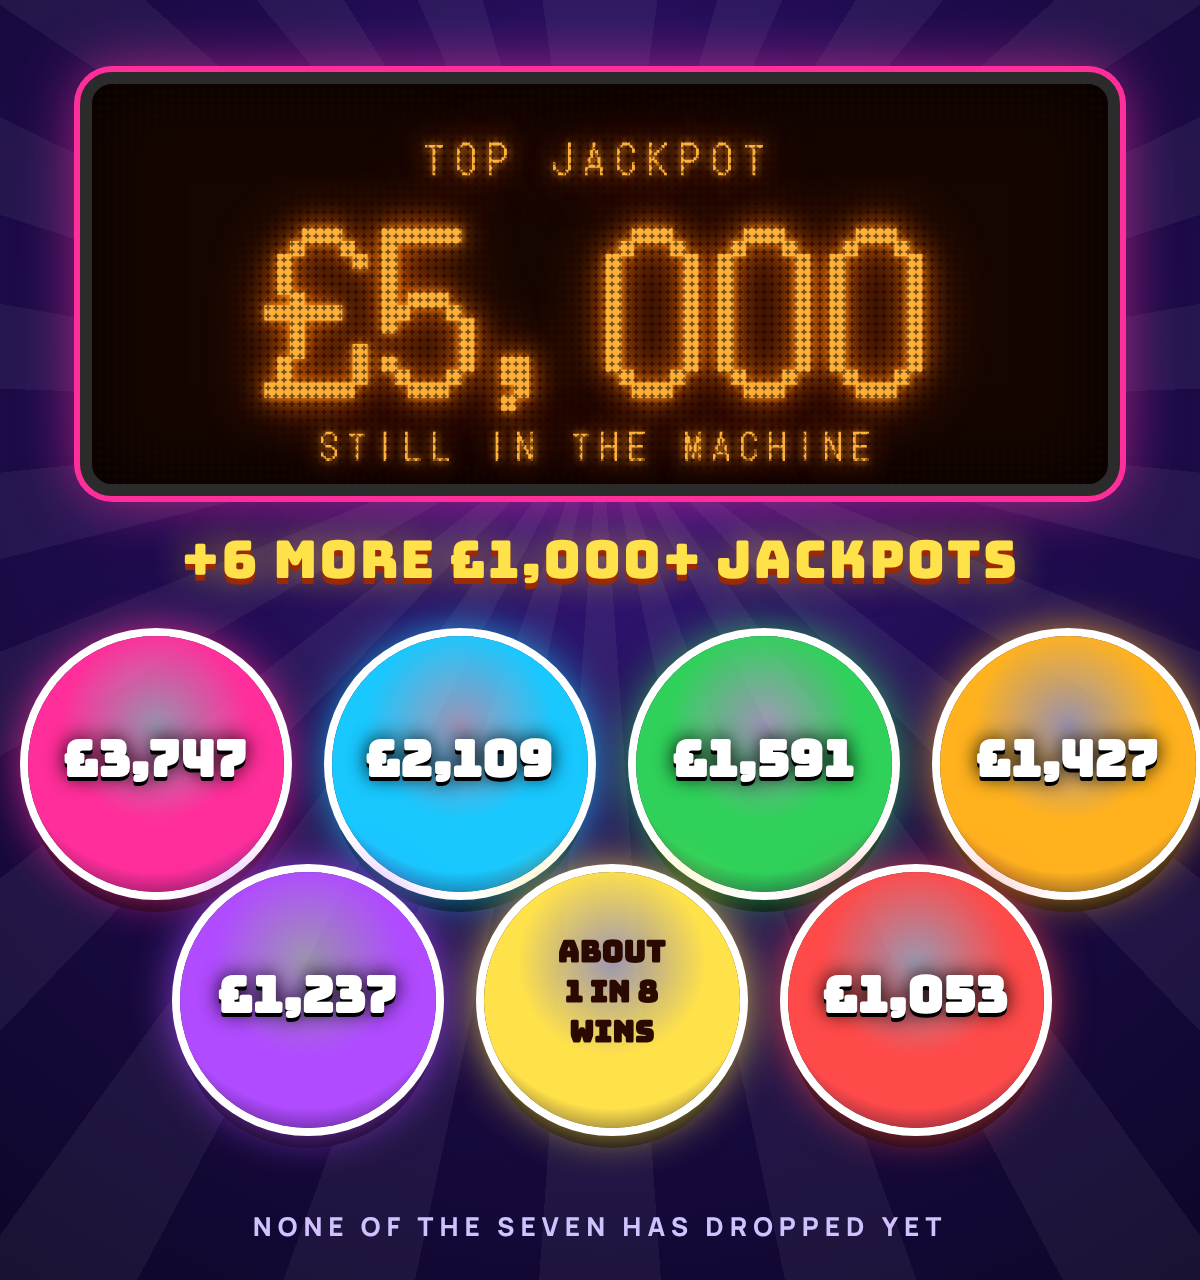 TOP JACKPOT
£5,000
STILL IN THE MACHINE
+6 MORE £1,000+ JACKPOTS
£3,747
£2,109
£1,591
£1,427
£1,237
ABOUT
1 IN 8
WINS
£1,053
NONE OF THE SEVEN HAS DROPPED YET